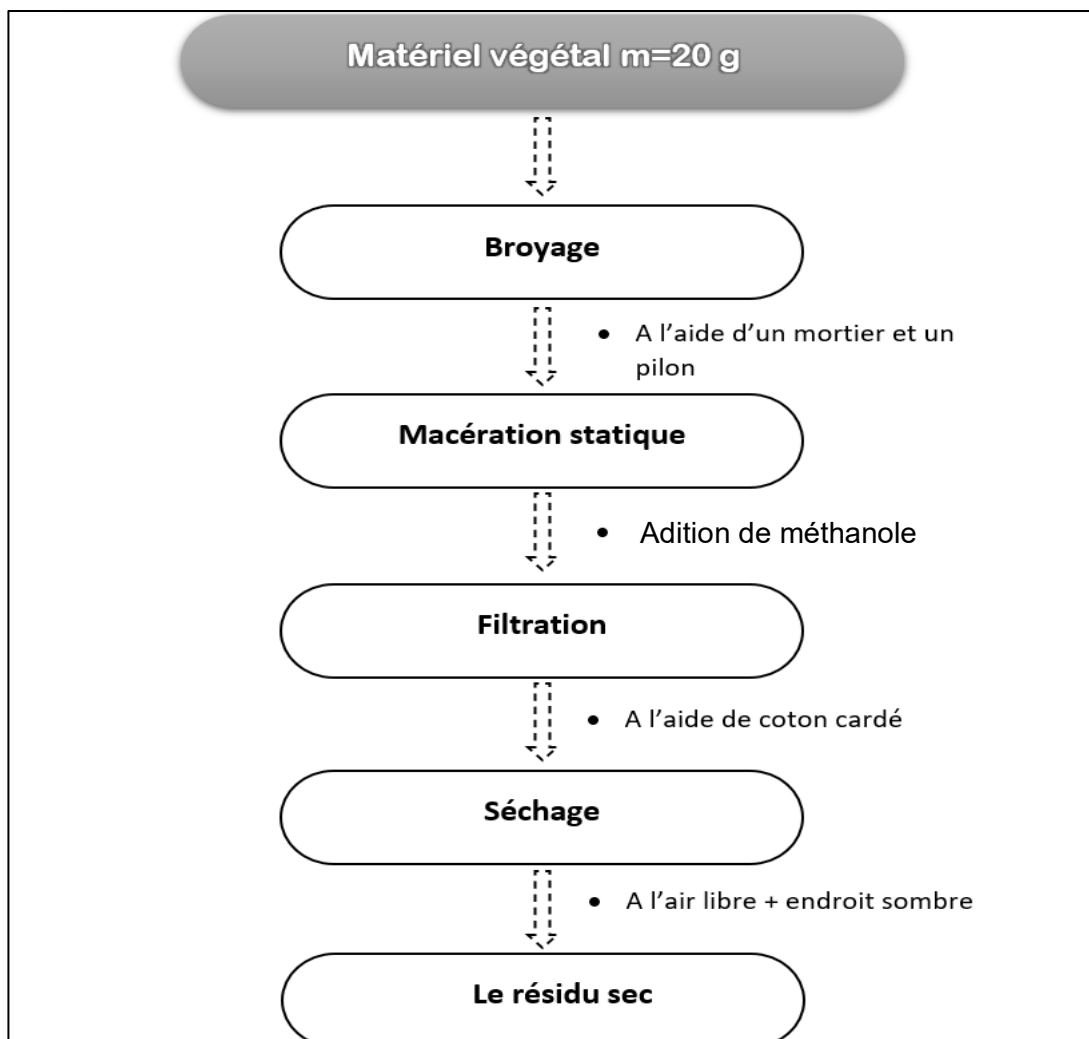 Matériel végétal m=20 g
Broyage
• A l’aide d’un mortier et un
pilon
Macération statique
• Adition de méthanole
Filtration
• A l’aide de coton cardé
Séchage
• A l’air libre + endroit sombre
Le résidu sec